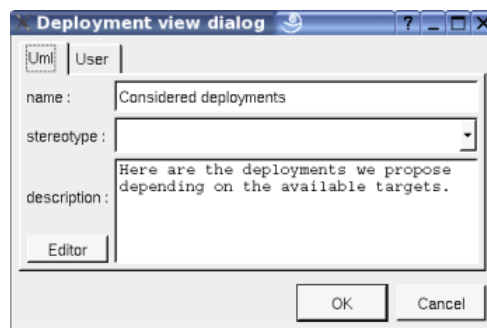 Deployment view dialog ? _
Uml User
name : Considered deployments
stereotype :
description : Here are the deployments we propose
depending on the available targets.
Editor
OK Cancel